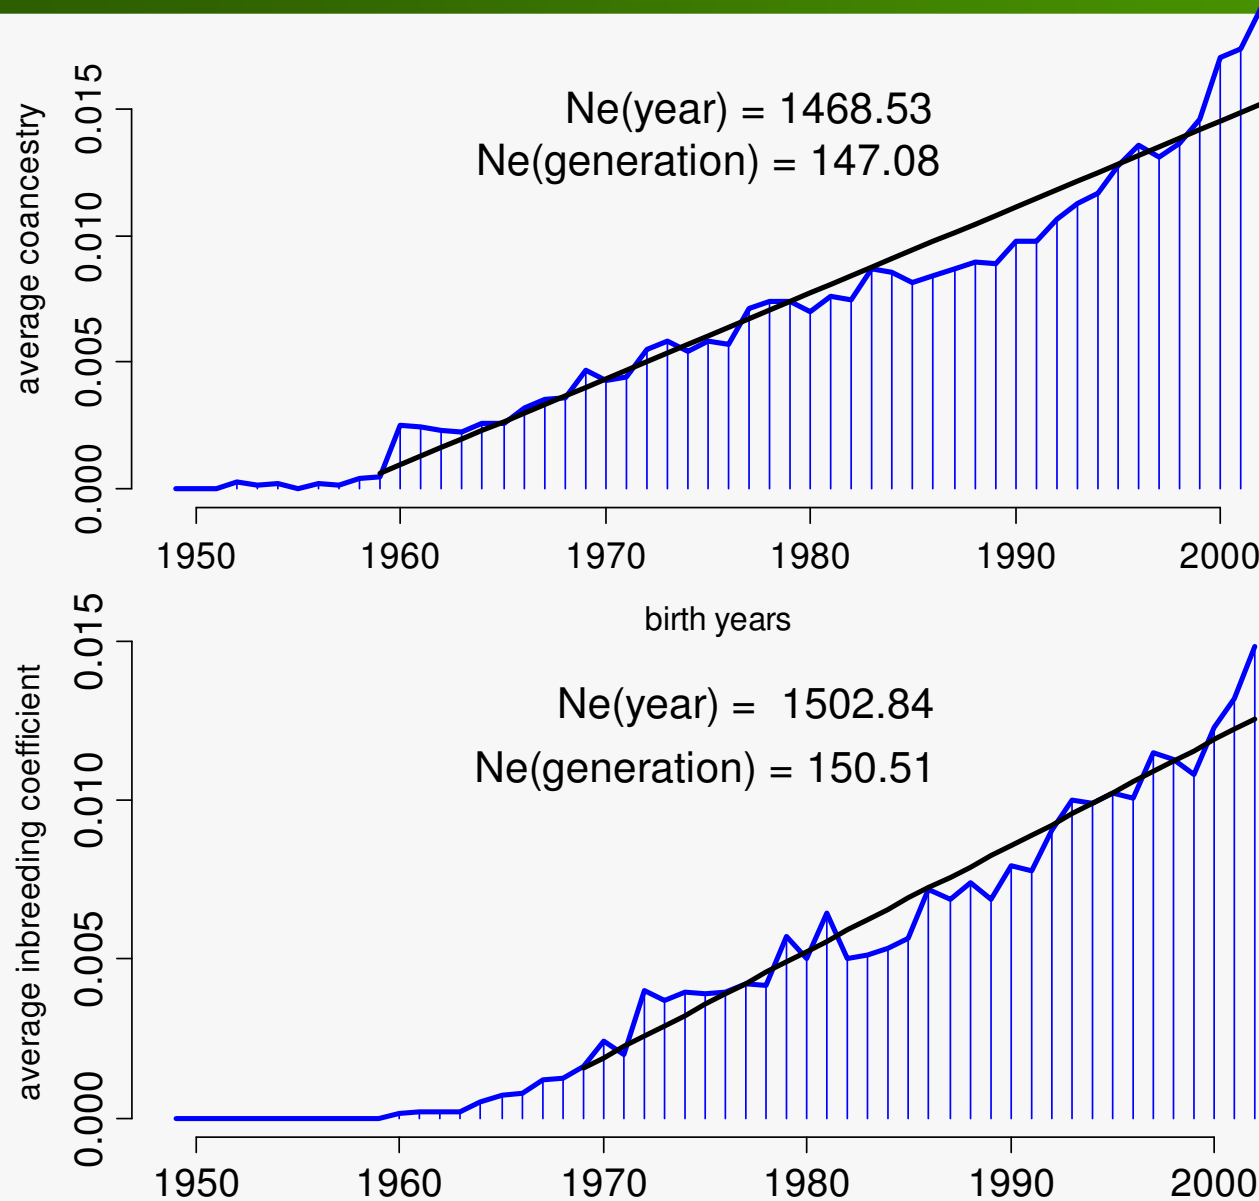 Ne(year) = 1468.53
Ne(generation) = 147.08
average coancestry
0.015
0.010
0.005
0.000
1950 1960 1970 1980 1990 2000
birth years
Ne(year) = 1502.84
Ne(generation) = 150.51
average inbreeding coefficient
0.015
0.010
0.005
0.000
1950 1960 1970 1980 1990 2000